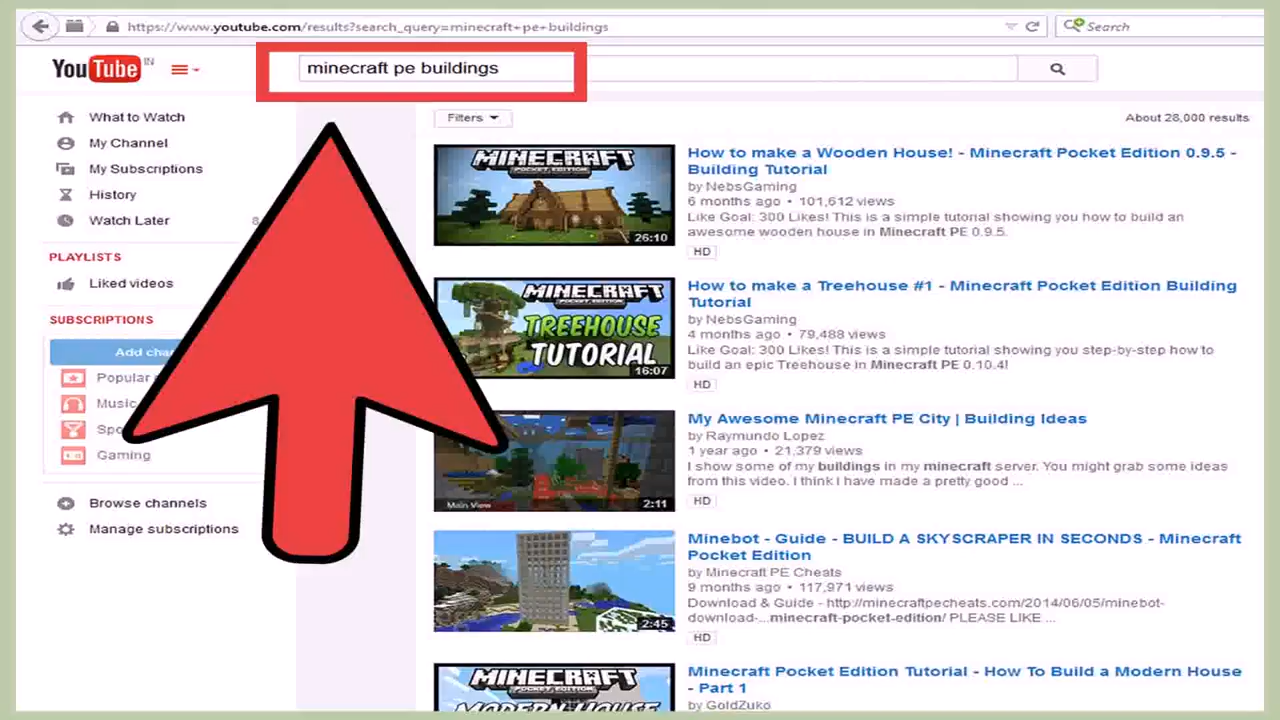 https://www.youtube.com/results?search_query=minecraft+pe+buildings
Search
YouTube IN
minecraft pe buildings
What to Watch
My Channel
My Subscriptions
History
Watch Later
PLAYLISTS
Liked videos
SUBSCRIPTIONS
Add
Popular
Music
Gaming
Browse channels
Manage subscriptions
Filters
About 28,000 results
MINECRAFT
POCKET EDITION
26:10
How to make a Wooden House! - Minecraft Pocket Edition 0.9.5 -
Building Tutorial
by NebsGaming
6 months ago • 101,612 views
Like Goal: 300 Likes! This is a simple tutorial showing you how to build an
awesome wooden house in Minecraft PE 0.9.5.
HD
MINECRAFT
POCKET EDITION
TREEHOUSE
TUTORIAL
16:07
How to make a Treehouse #1 - Minecraft Pocket Edition Building
Tutorial
by NebsGaming
4 months ago • 79,488 views
Like Goal: 300 Likes! This is a simple tutorial showing you step-by-step how to
build an epic Treehouse in Minecraft PE 0.10.4!
HD
Main View
2:11
My Awesome Minecraft PE City | Building Ideas
by Raymundo Lopez
1 year ago • 21,379 views
I show some of my buildings in my minecraft server. You might grab some ideas
from this video. I think I have made a pretty good ...
HD
2:45
Minebot - Guide - BUILD A SKYSCRAPER IN SECONDS - Minecraft
Pocket Edition
by Minecraft PE Cheats
9 months ago • 117,971 views
Download & Guide - http://minecraftpecheats.com/2014/06/05/minebot-
download-...minecraft-pocket-edition/ PLEASE LIKE ...
HD
MINECRAFT
POCKET EDITION
MODERN HOUSE
Minecraft Pocket Edition Tutorial - How To Build a Modern House
- Part 1
by GoldZuko